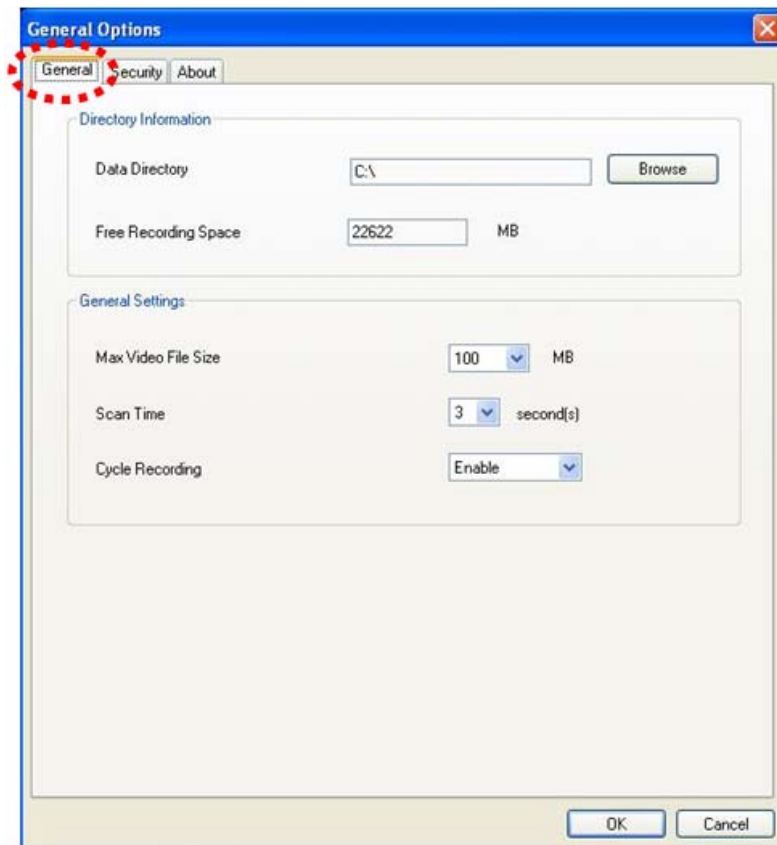 General Options
General Security About
Directory Information
Data Directory C:\ Browse
Free Recording Space 22622 MB
General Settings
Max Video File Size 100 MB
Scan Time 3 second(s)
Cycle Recording Enable
OK Cancel